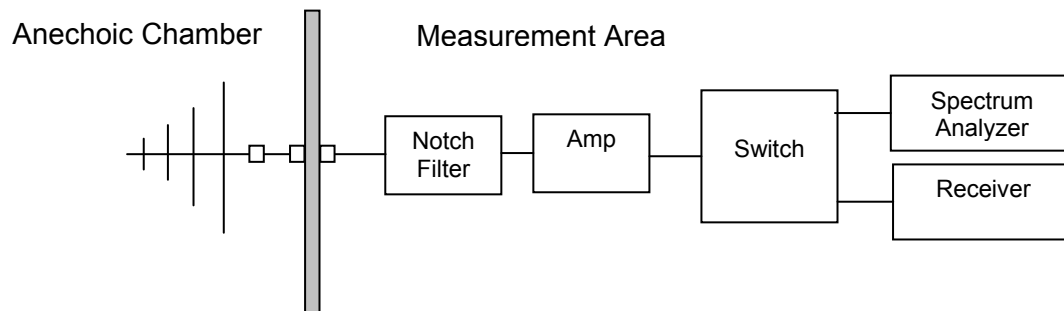 Anechoic Chamber
Measurement Area
Notch
Filter
Amp
Switch
Spectrum
Analyzer
Receiver